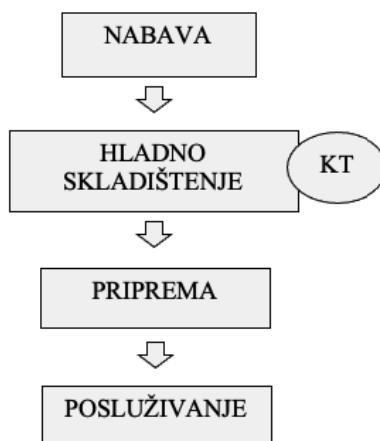 NABAVA
HLADNO
SKLADIŠTENJE
KT
PRIPREMA
POSLUŽIVANJE